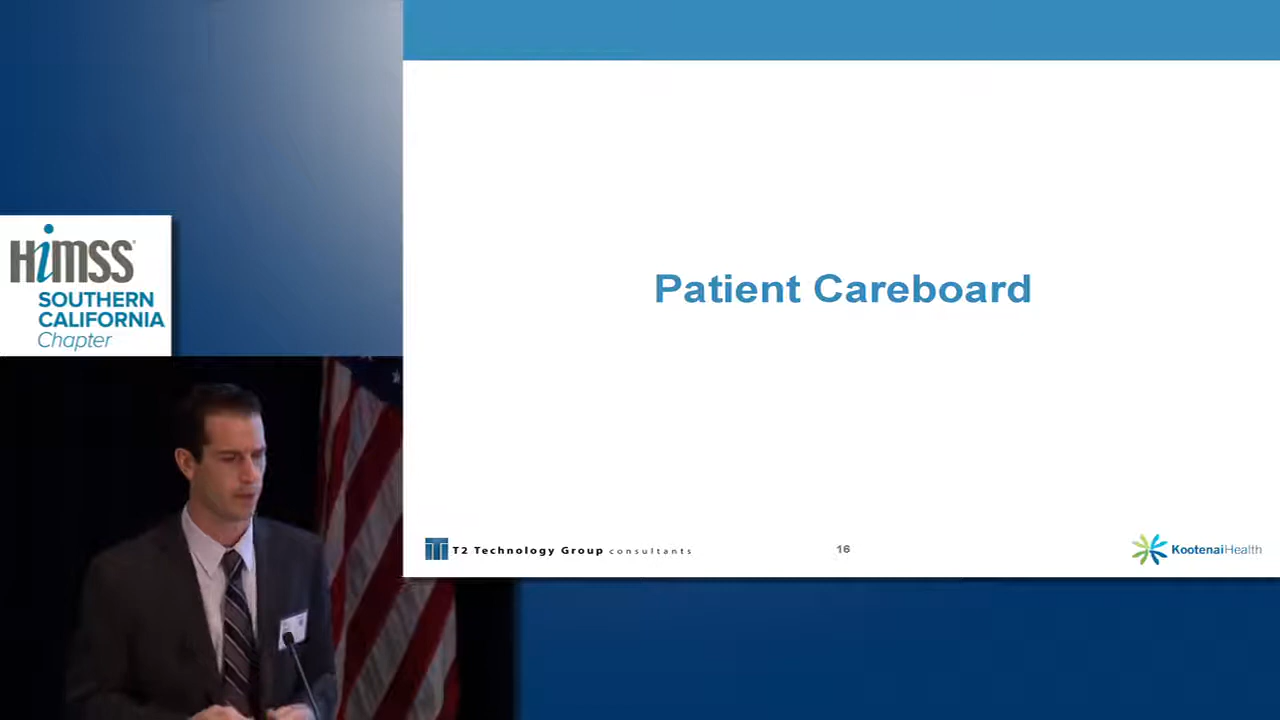 HiMSS
SOUTHERN
CALIFORNIA
Chapter
Patient Careboard
T2 Technology Group consultants
16
KootenaiHealth